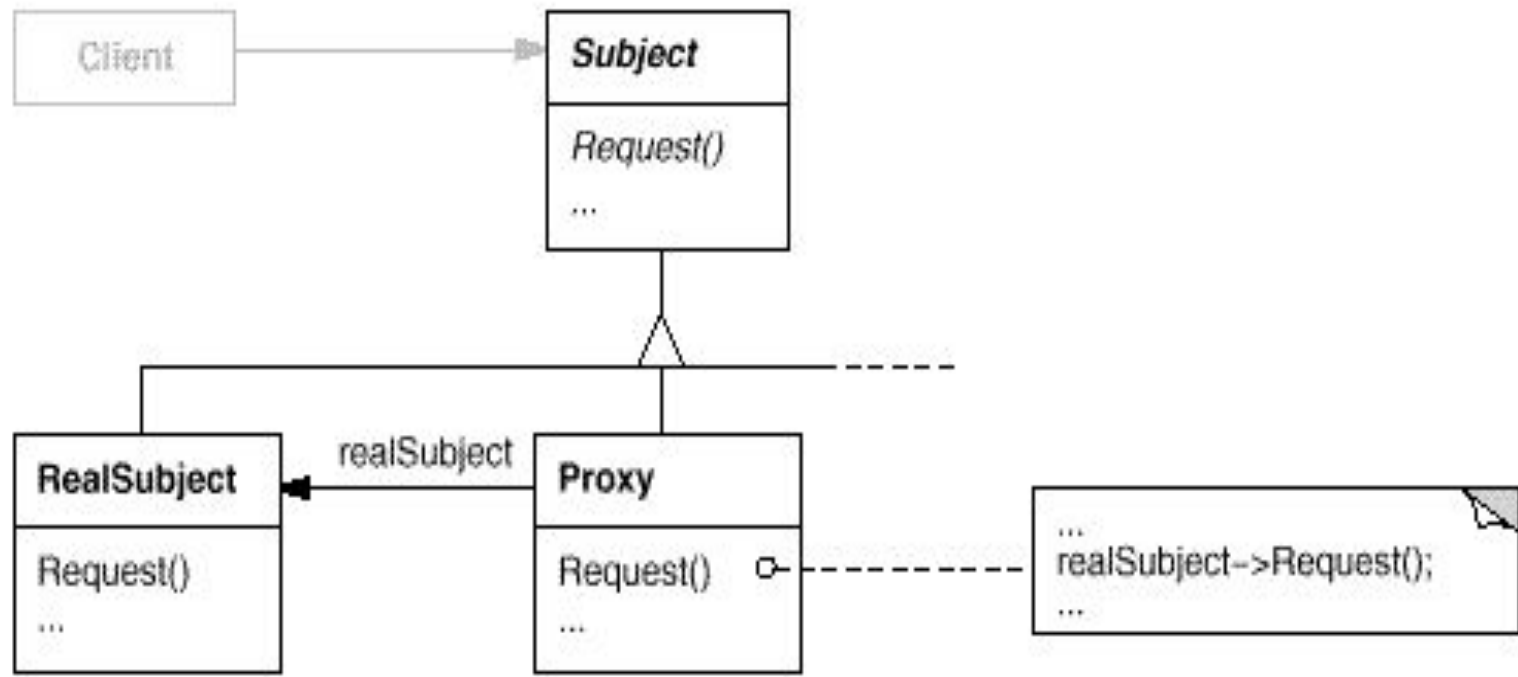 Client
Subject
Request()
...
realSubject
RealSubject
Request()
...
Proxy
Request()
...
...
realSubject->Request();
...